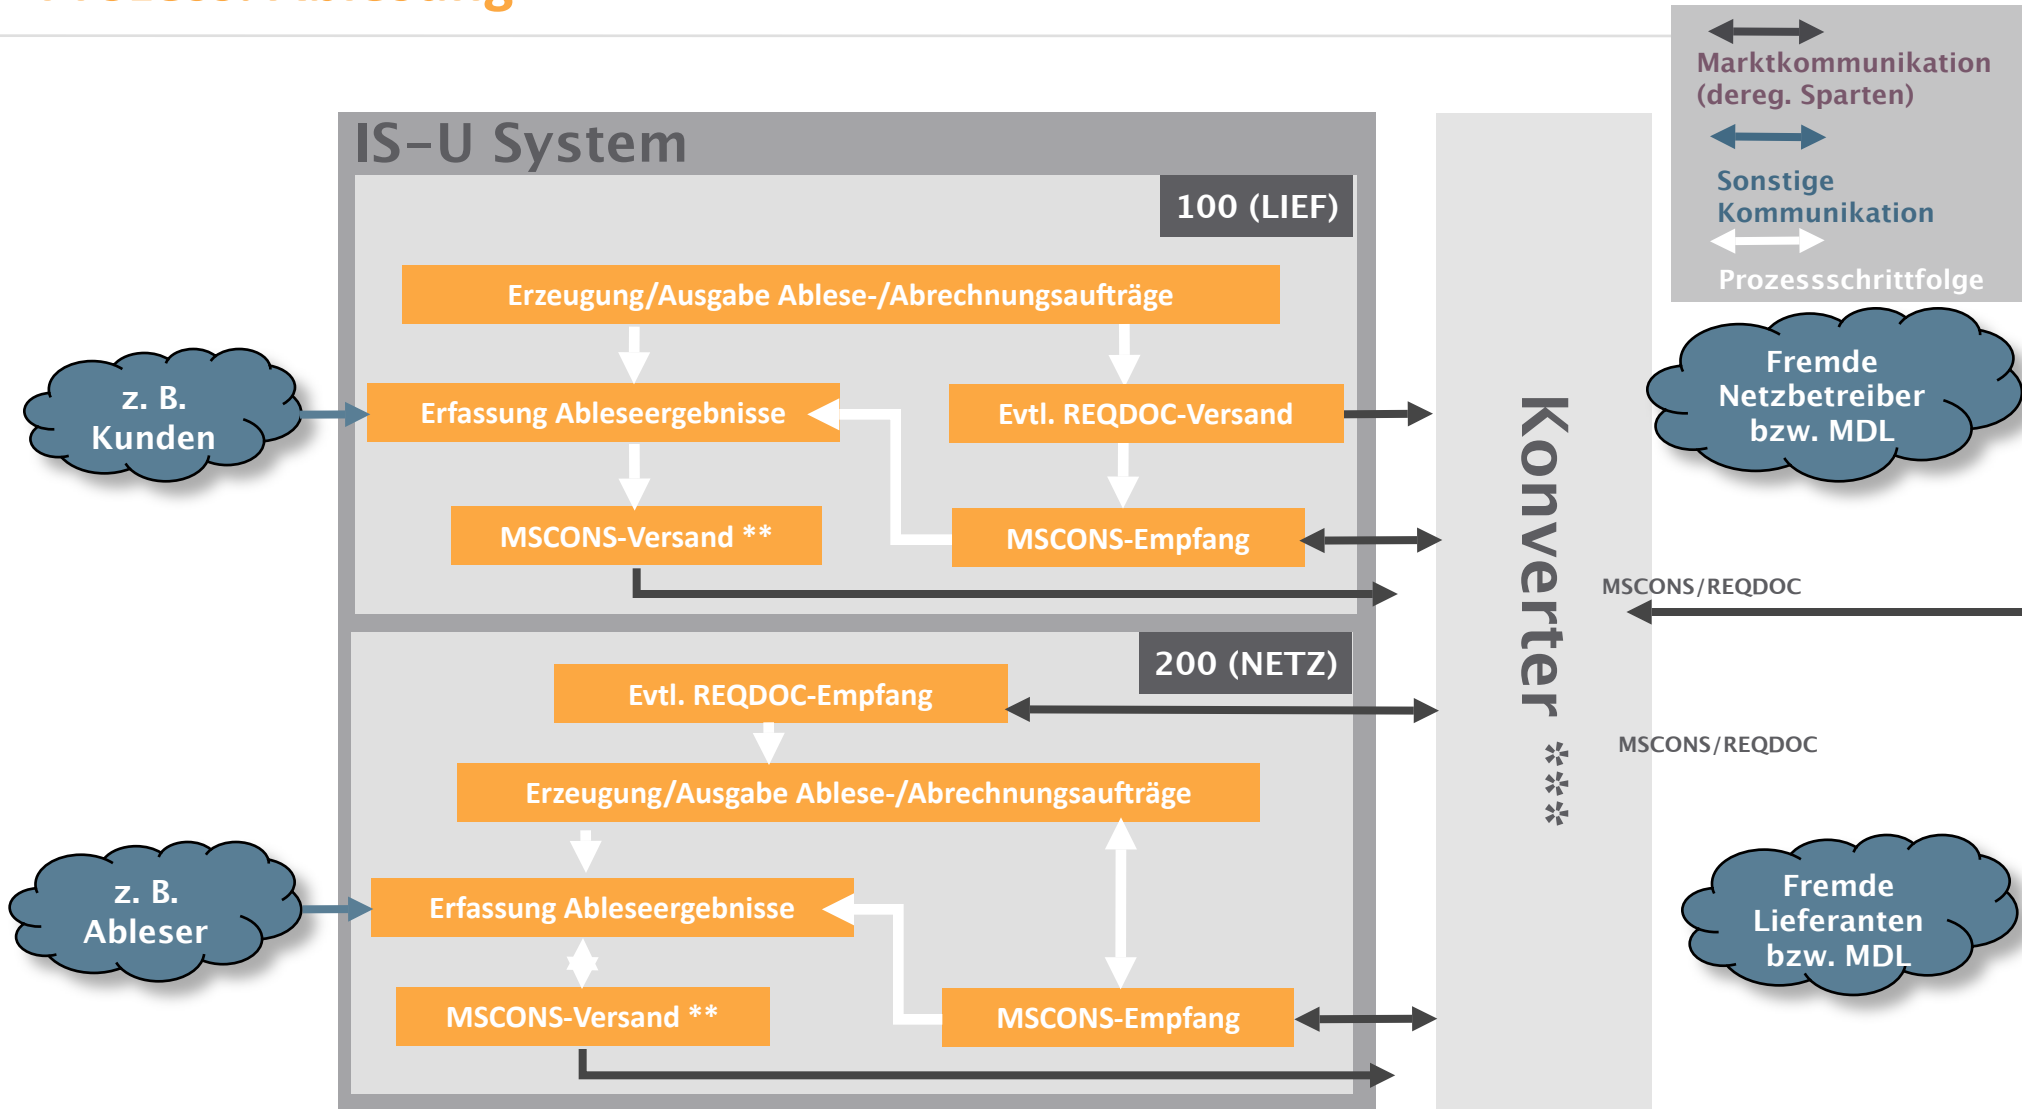 Marktkommunikation
(dereg. Sparten)
Sonstige
Kommunikation
Prozessschrittfolge
IS-U System
100 (LIEF)
Erzeugung/Ausgabe Ablese-/Abrechnungsaufträge
z. B.
Kunden
Erfassung Ableseergebnisse
Evtl. REQDOC-Versand
MSCONS-Versand **
MSCONS-Empfang
200 (NETZ)
Evtl. REQDOC-Empfang
Erzeugung/Ausgabe Ablese-/Abrechnungsaufträge
z. B.
Ableser
Erfassung Ableseergebnisse
MSCONS-Versand **
MSCONS-Empfang
Konverter ***
Fremde
Netzbetreiber
bzw. MDL
MSCONS/REQDOC
MSCONS/REQDOC
Fremde
Lieferanten
bzw. MDL